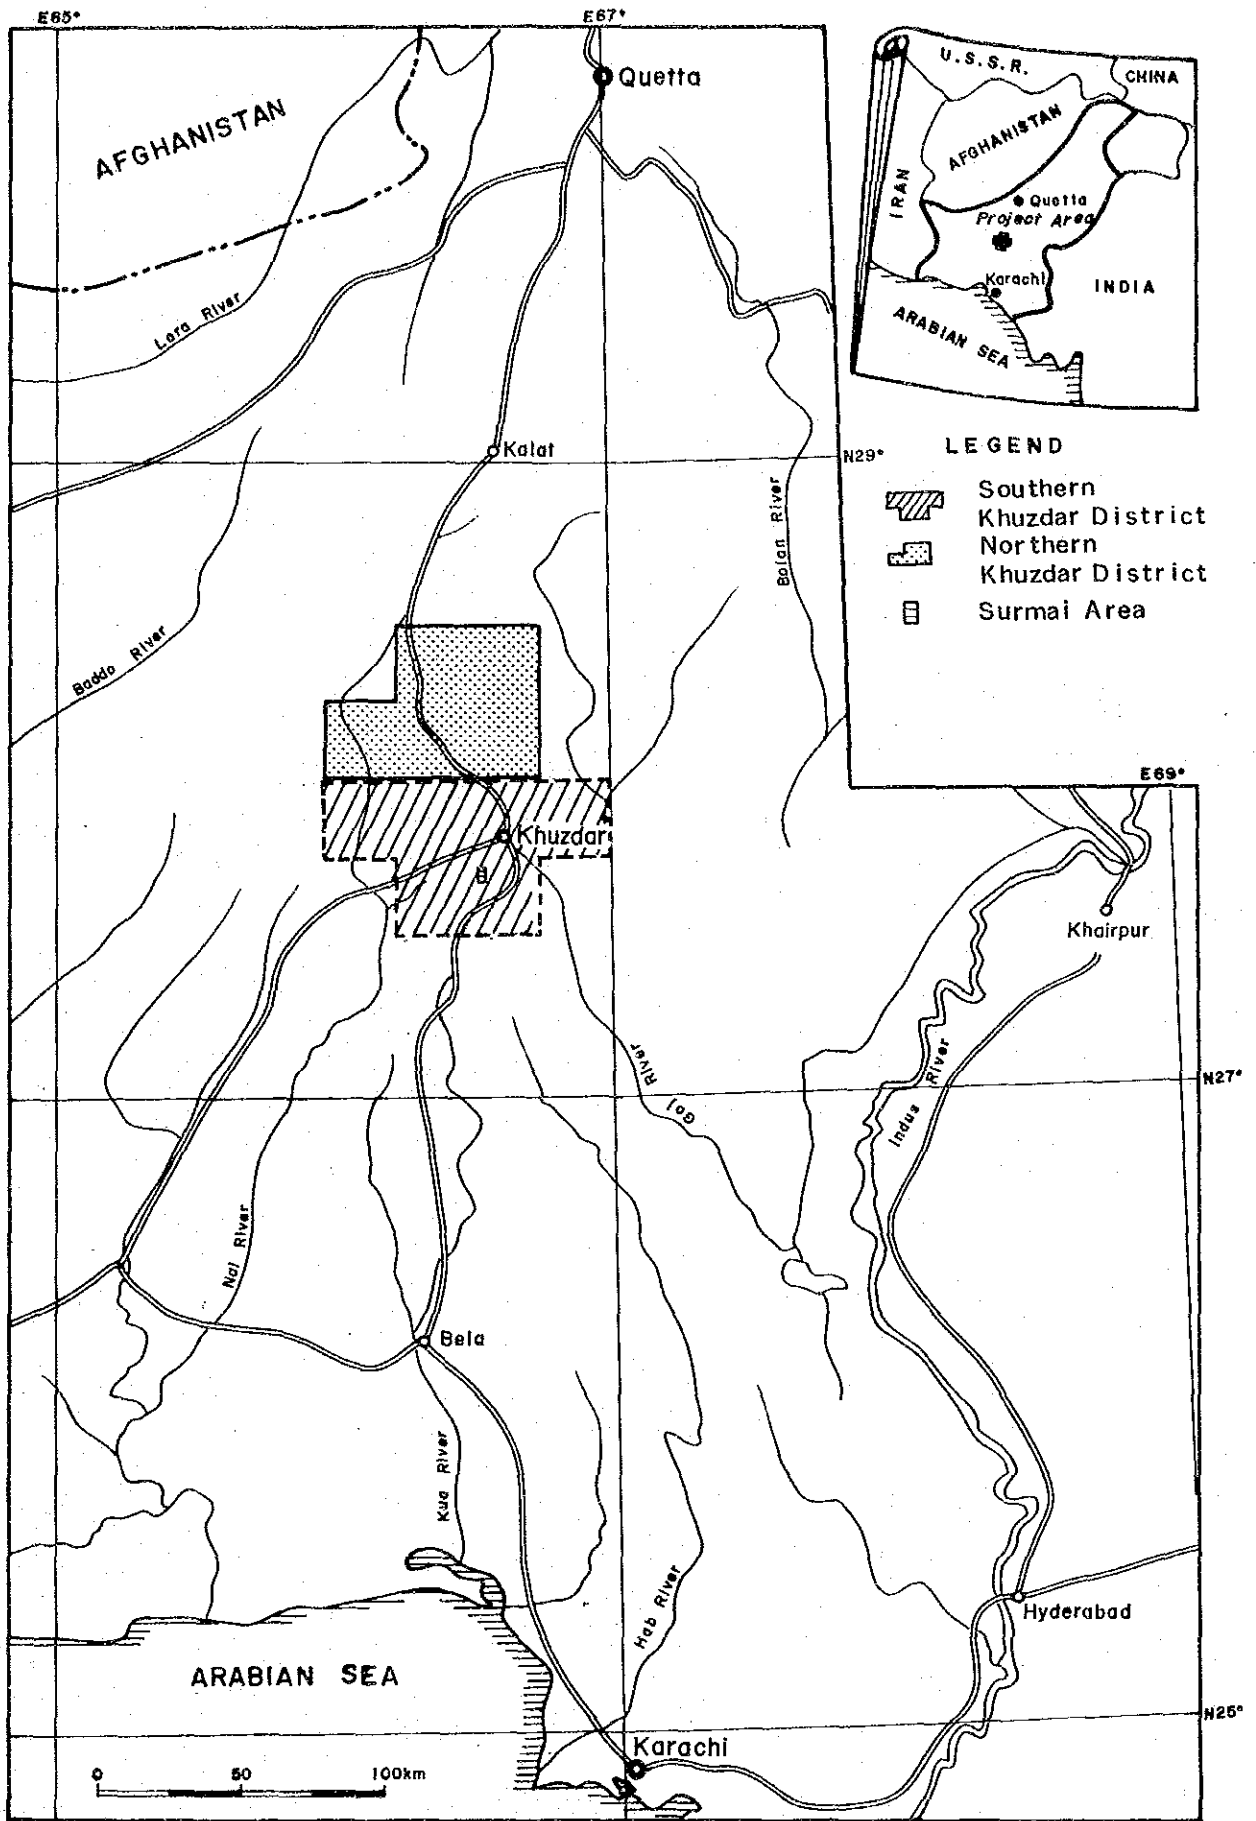 E65°
E67°
Quetta
AFGHANISTAN
Lora River
Kalat
N29°
Bolan River
Baddo River
Khuzdar
E69°
Khairpur
N27°
Indus River
Gaj River
Nal River
Bela
Kua River
Hab River
Hyderabad
ARABIAN SEA
N25°
Karachi
0 50 100km
U.S.S.R.
CHINA
AFGHANISTAN
IRAN
Quetta
Project Area
Karachi
INDIA
ARABIAN SEA
LEGEND
Southern
Khuzdar District
Northern
Khuzdar District
Surmai Area